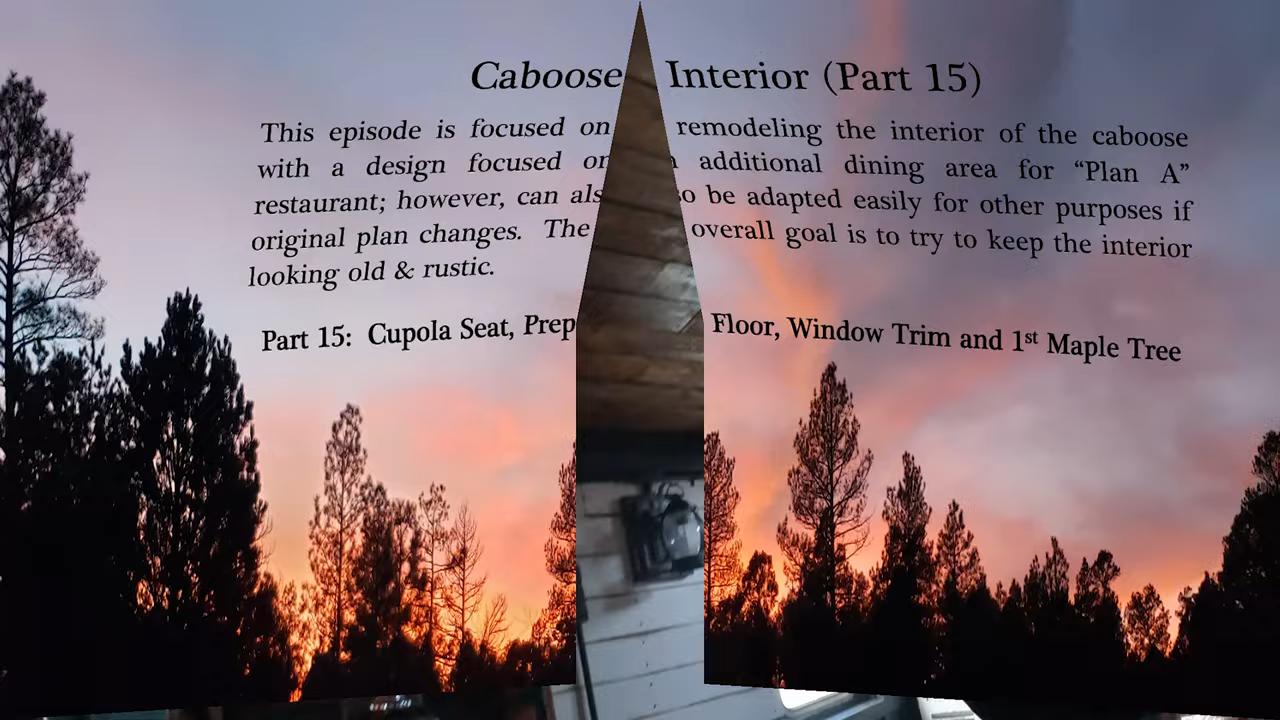 Caboose Interior (Part 15)
This episode is focused on remodeling the interior of the caboose
with a design focused on additional dining area for “Plan A”
restaurant; however, can also be adapted easily for other purposes if
original plan changes. The overall goal is to try to keep the interior
looking old & rustic.
Part 15: Cupola Seat, Prep Floor, Window Trim and 1st Maple Tree